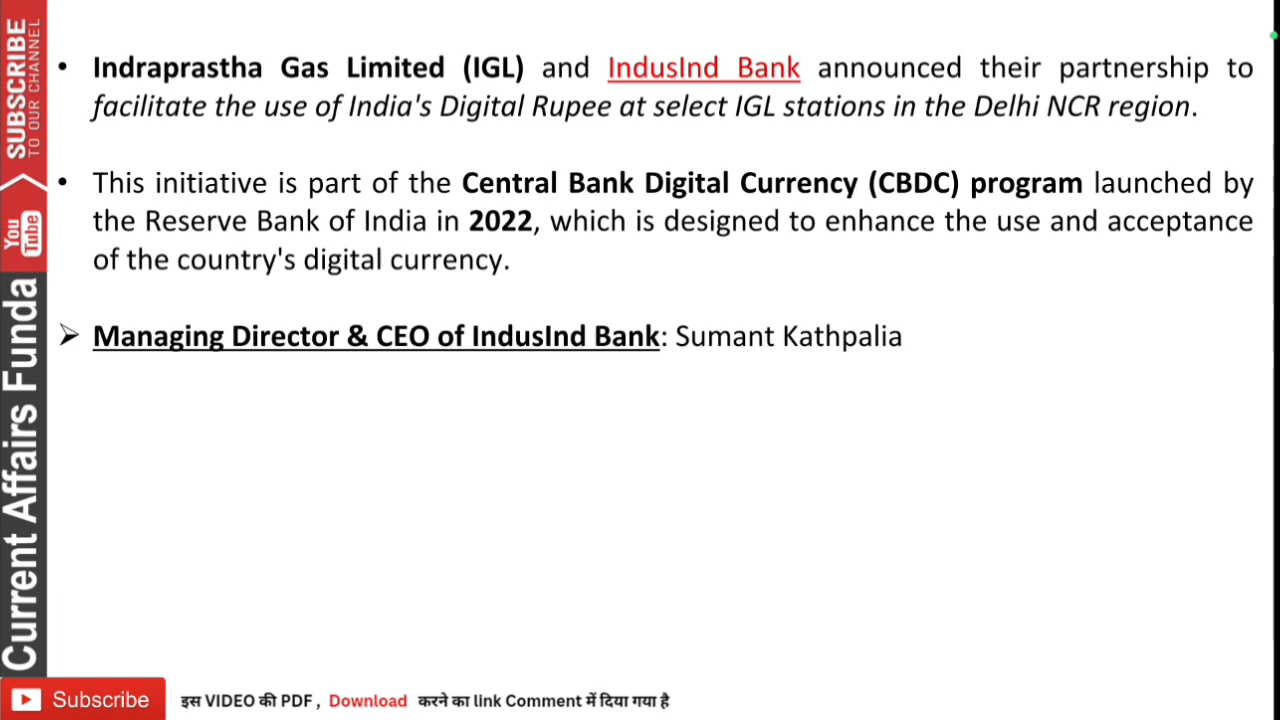 • Indraprastha Gas Limited (IGL) and IndusInd Bank announced their partnership to
facilitate the use of India's Digital Rupee at select IGL stations in the Delhi NCR region.
• This initiative is part of the Central Bank Digital Currency (CBDC) program launched by
the Reserve Bank of India in 2022, which is designed to enhance the use and acceptance
of the country's digital currency.
➢ Managing Director & CEO of IndusInd Bank: Sumant Kathpalia
SUBSCRIBE
TO OUR CHANNEL
You
Tube
Current Affairs Funda
Subscribe
इस VIDEO की PDF , Download करने का link Comment में दिया गया है